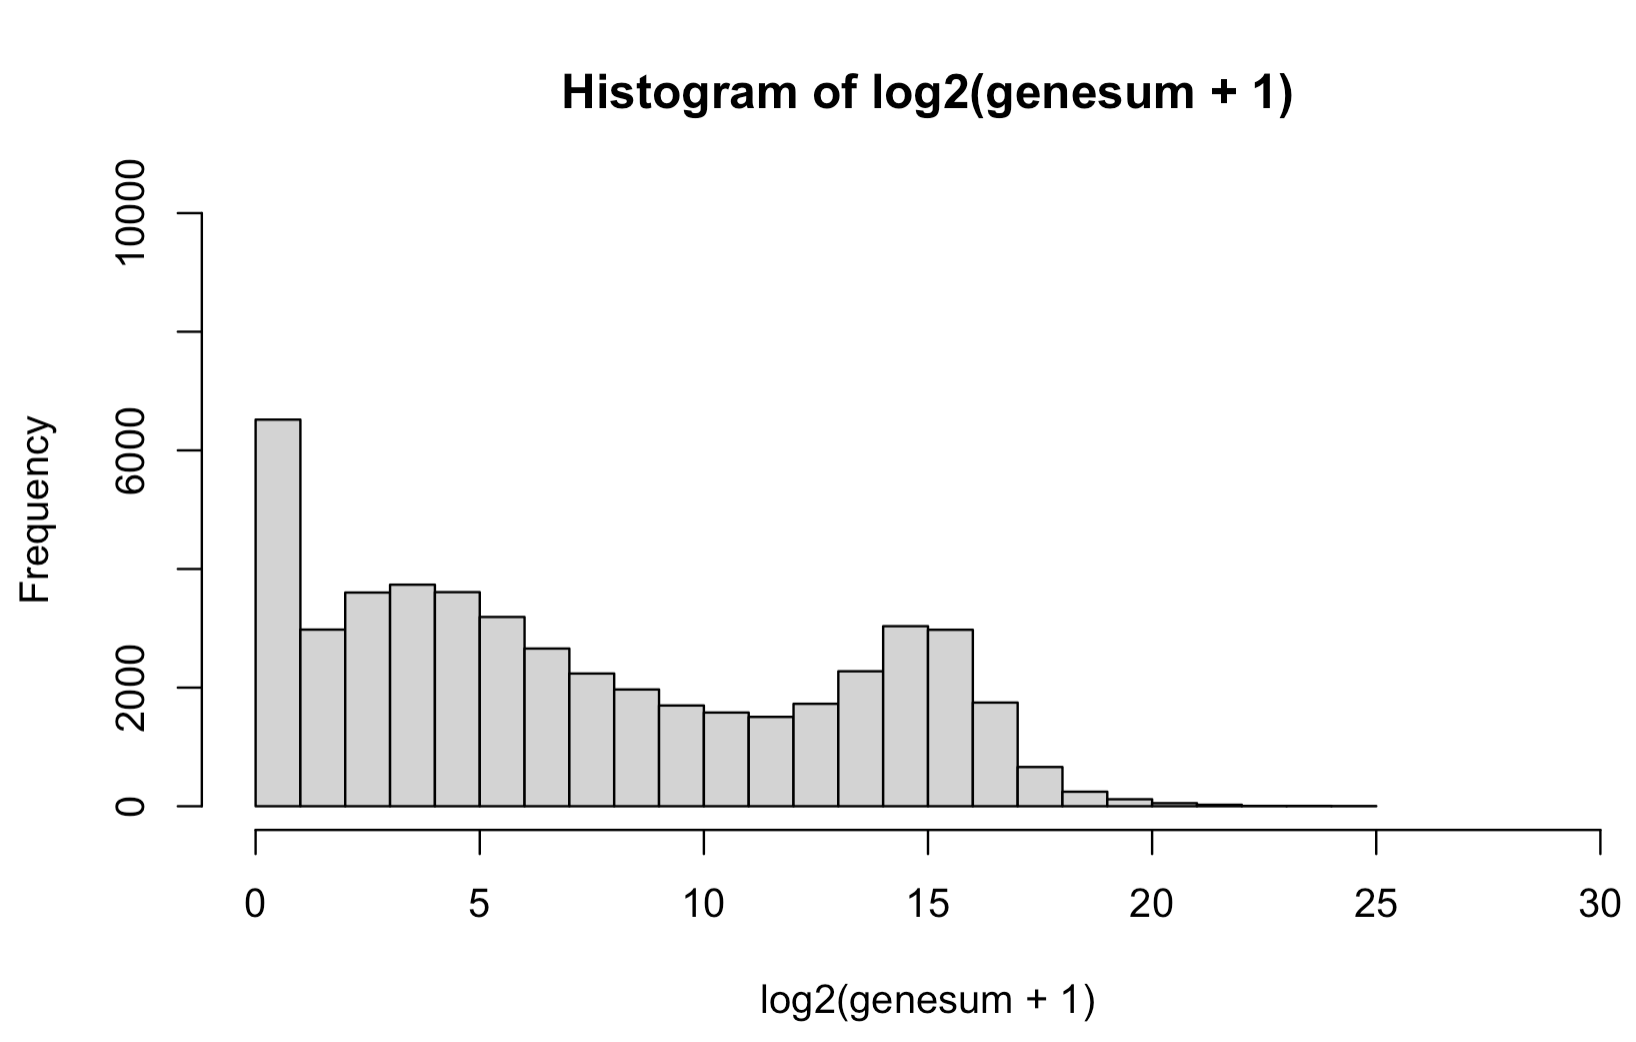 Histogram of log2(genesum + 1)
Frequency
10000
6000
2000
0
0 5 10 15 20 25 30
log2(genesum + 1)